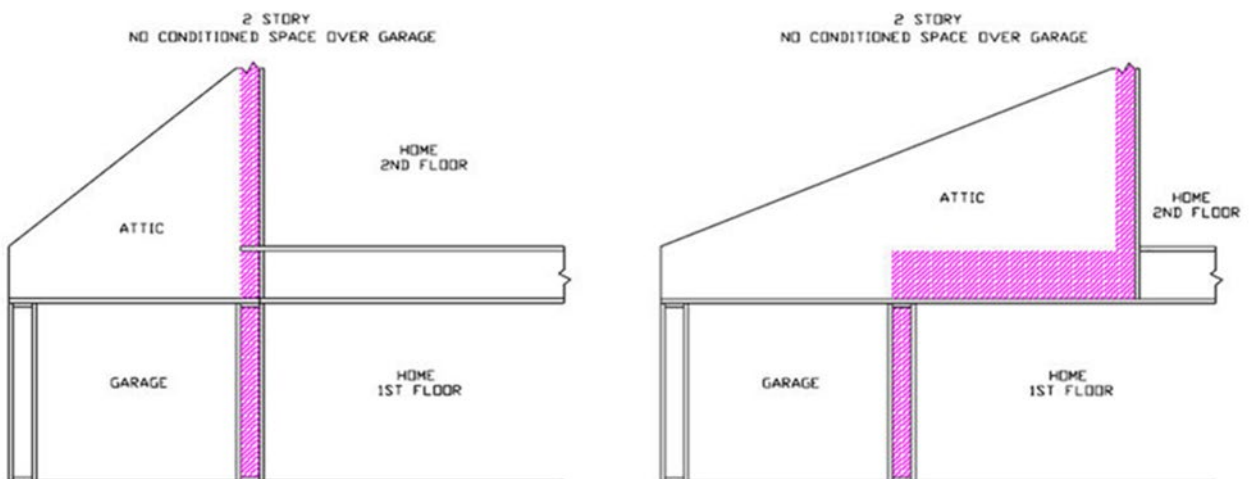 2 STORY
NO CONDITIONED SPACE OVER GARAGE
HOME
2ND FLOOR
ATTIC
GARAGE
HOME
1ST FLOOR
2 STORY
NO CONDITIONED SPACE OVER GARAGE
ATTIC
HOME
2ND FLOOR
GARAGE
HOME
1ST FLOOR